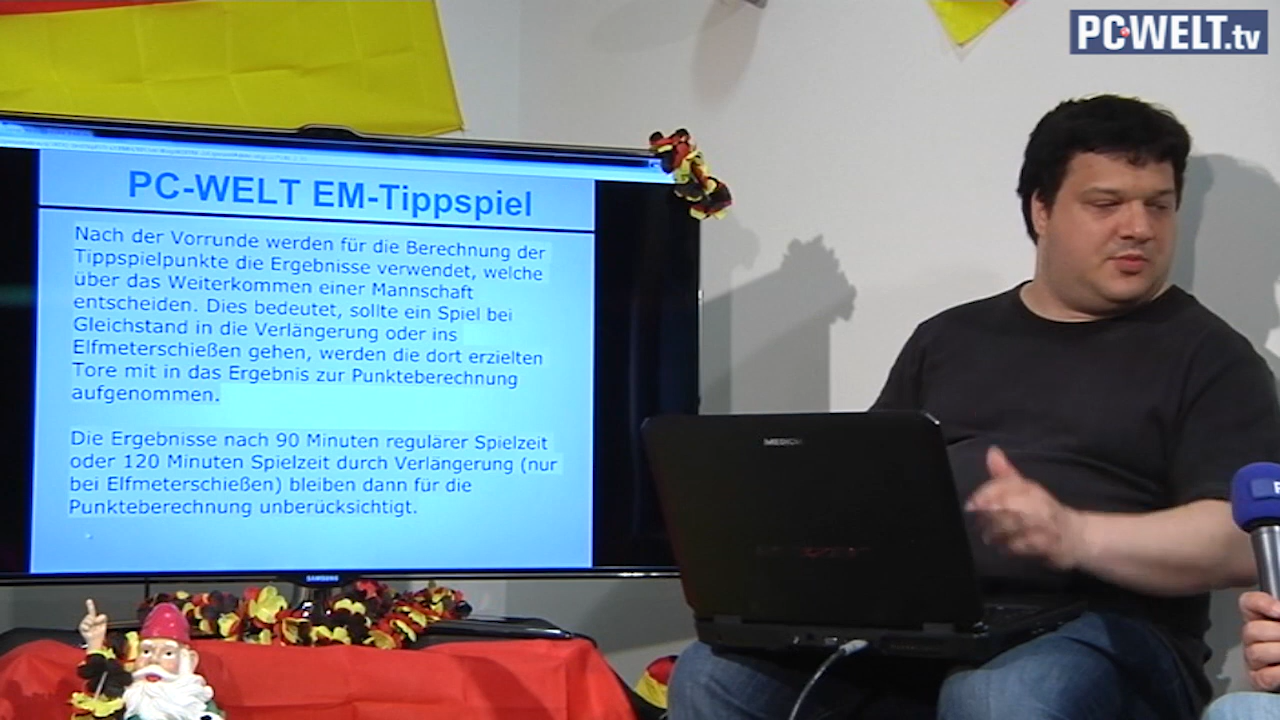 PC-WELT.tv
PC-WELT EM-Tippspiel
Nach der Vorrunde werden für die Berechnung der
Tippspielpunkte die Ergebnisse verwendet, welche
über das Weiterkommen einer Mannschaft
entscheiden. Dies bedeutet, sollte ein Spiel bei
Gleichstand in die Verlängerung oder ins
Elfmeterschießen gehen, werden die dort erzielten
Tore mit in das Ergebnis zur Punkteberechnung
aufgenommen.
Die Ergebnisse nach 90 Minuten regulärer Spielzeit
oder 120 Minuten Spielzeit durch Verlängerung (nur
bei Elfmeterschießen) bleiben dann für die
Punkteberechnung unberücksichtigt.
SAMSUNG
MEDION